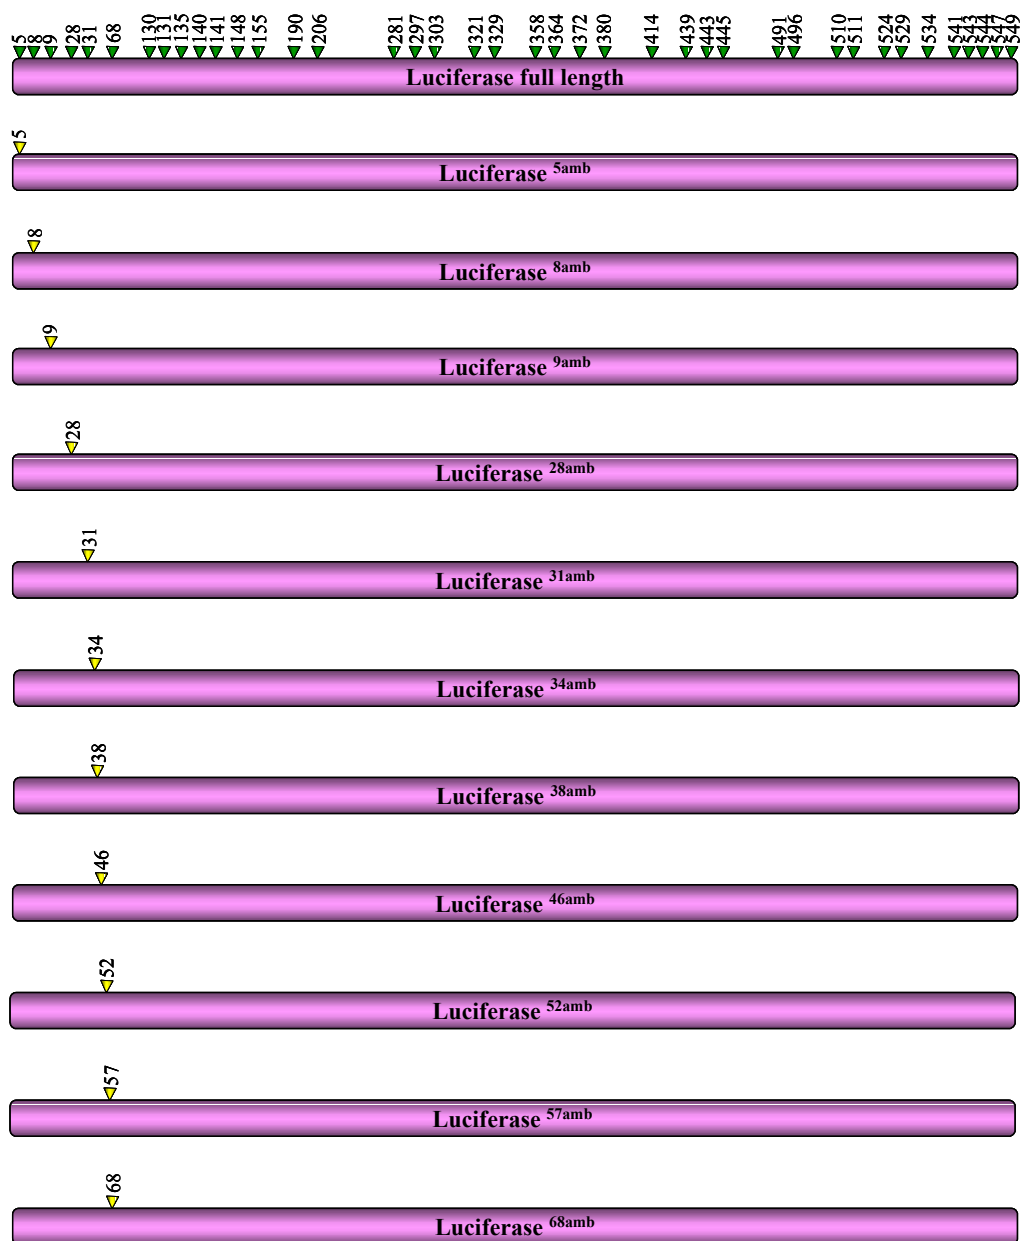 5 8 9 28 31 68 130 131 135 140 141 148 155 190 206 281 297 303 321 329 358 364 372 380 414 439 443 445 491 496 510 511 524 529 534 541 543 544 547 549
Luciferase full length
5
Luciferase 5amb
8
Luciferase 8amb
9
Luciferase 9amb
28
Luciferase 28amb
31
Luciferase 31amb
34
Luciferase 34amb
38
Luciferase 38amb
46
Luciferase 46amb
52
Luciferase 52amb
57
Luciferase 57amb
68
Luciferase 68amb